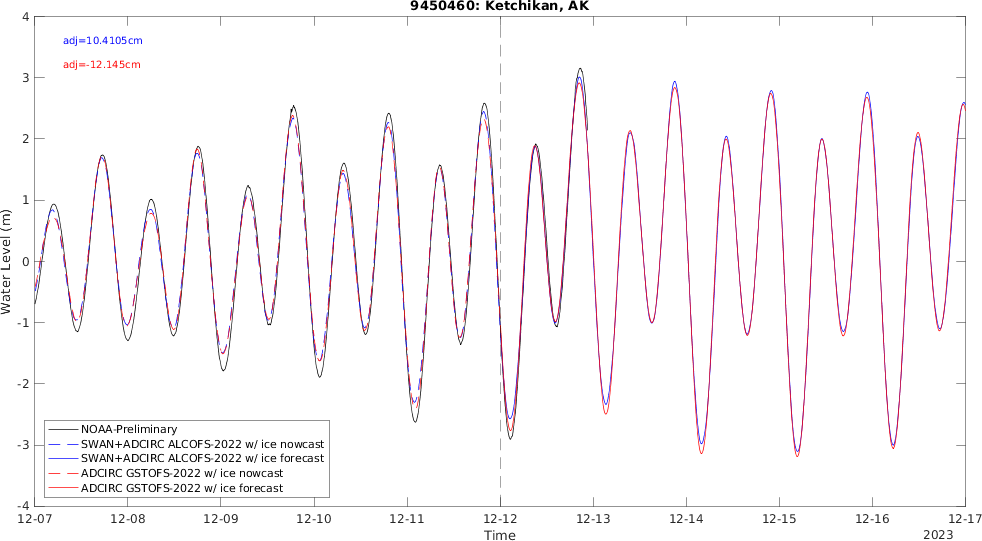 9450460: Ketchikan, AK
adj=10.4105cm
adj=-12.145cm
4
3
2
1
0
-1
-2
-3
-4
Water Level (m)
NOAA-Preliminary
SWAN+ADCIRC ALCOFS-2022 w/ ice nowcast
SWAN+ADCIRC ALCOFS-2022 w/ ice forecast
ADCIRC GSTOFS-2022 w/ ice nowcast
ADCIRC GSTOFS-2022 w/ ice forecast
12-07 12-08 12-09 12-10 12-11 12-12 12-13 12-14 12-15 12-16 12-17
Time
2023